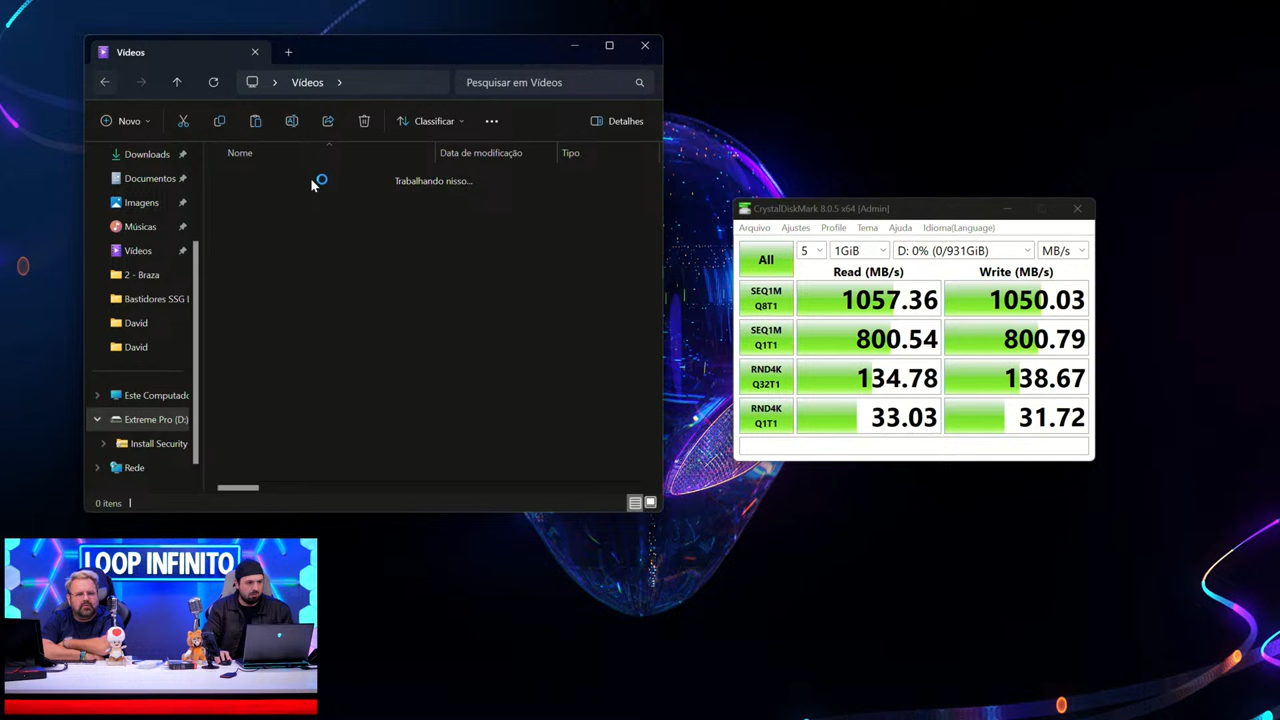 Vídeos
Vídeos
Pesquisar em Vídeos
Novo
Classificar
Detalhes
Nome
Data de modificação
Tipo
Trabalhando nisso...
Downloads
Documentos
Imagens
Músicas
Vídeos
2 - Braza
Bastidores SSG I
David
David
Este Computado
Extreme Pro (D:)
Install Security
Rede
0 itens
CrystalDiskMark 8.0.5 x64 [Admin]
Arquivo Ajustes Profile Tema Ajuda Idioma(Language)
All 5 1GiB D: 0% (0/931GiB) MB/s
Read (MB/s) Write (MB/s)
SEQ1M
Q8T1
1057.36 1050.03
SEQ1M
Q1T1
800.54 800.79
RND4K
Q32T1
134.78 138.67
RND4K
Q1T1
33.03 31.72
LOOP INFINITO